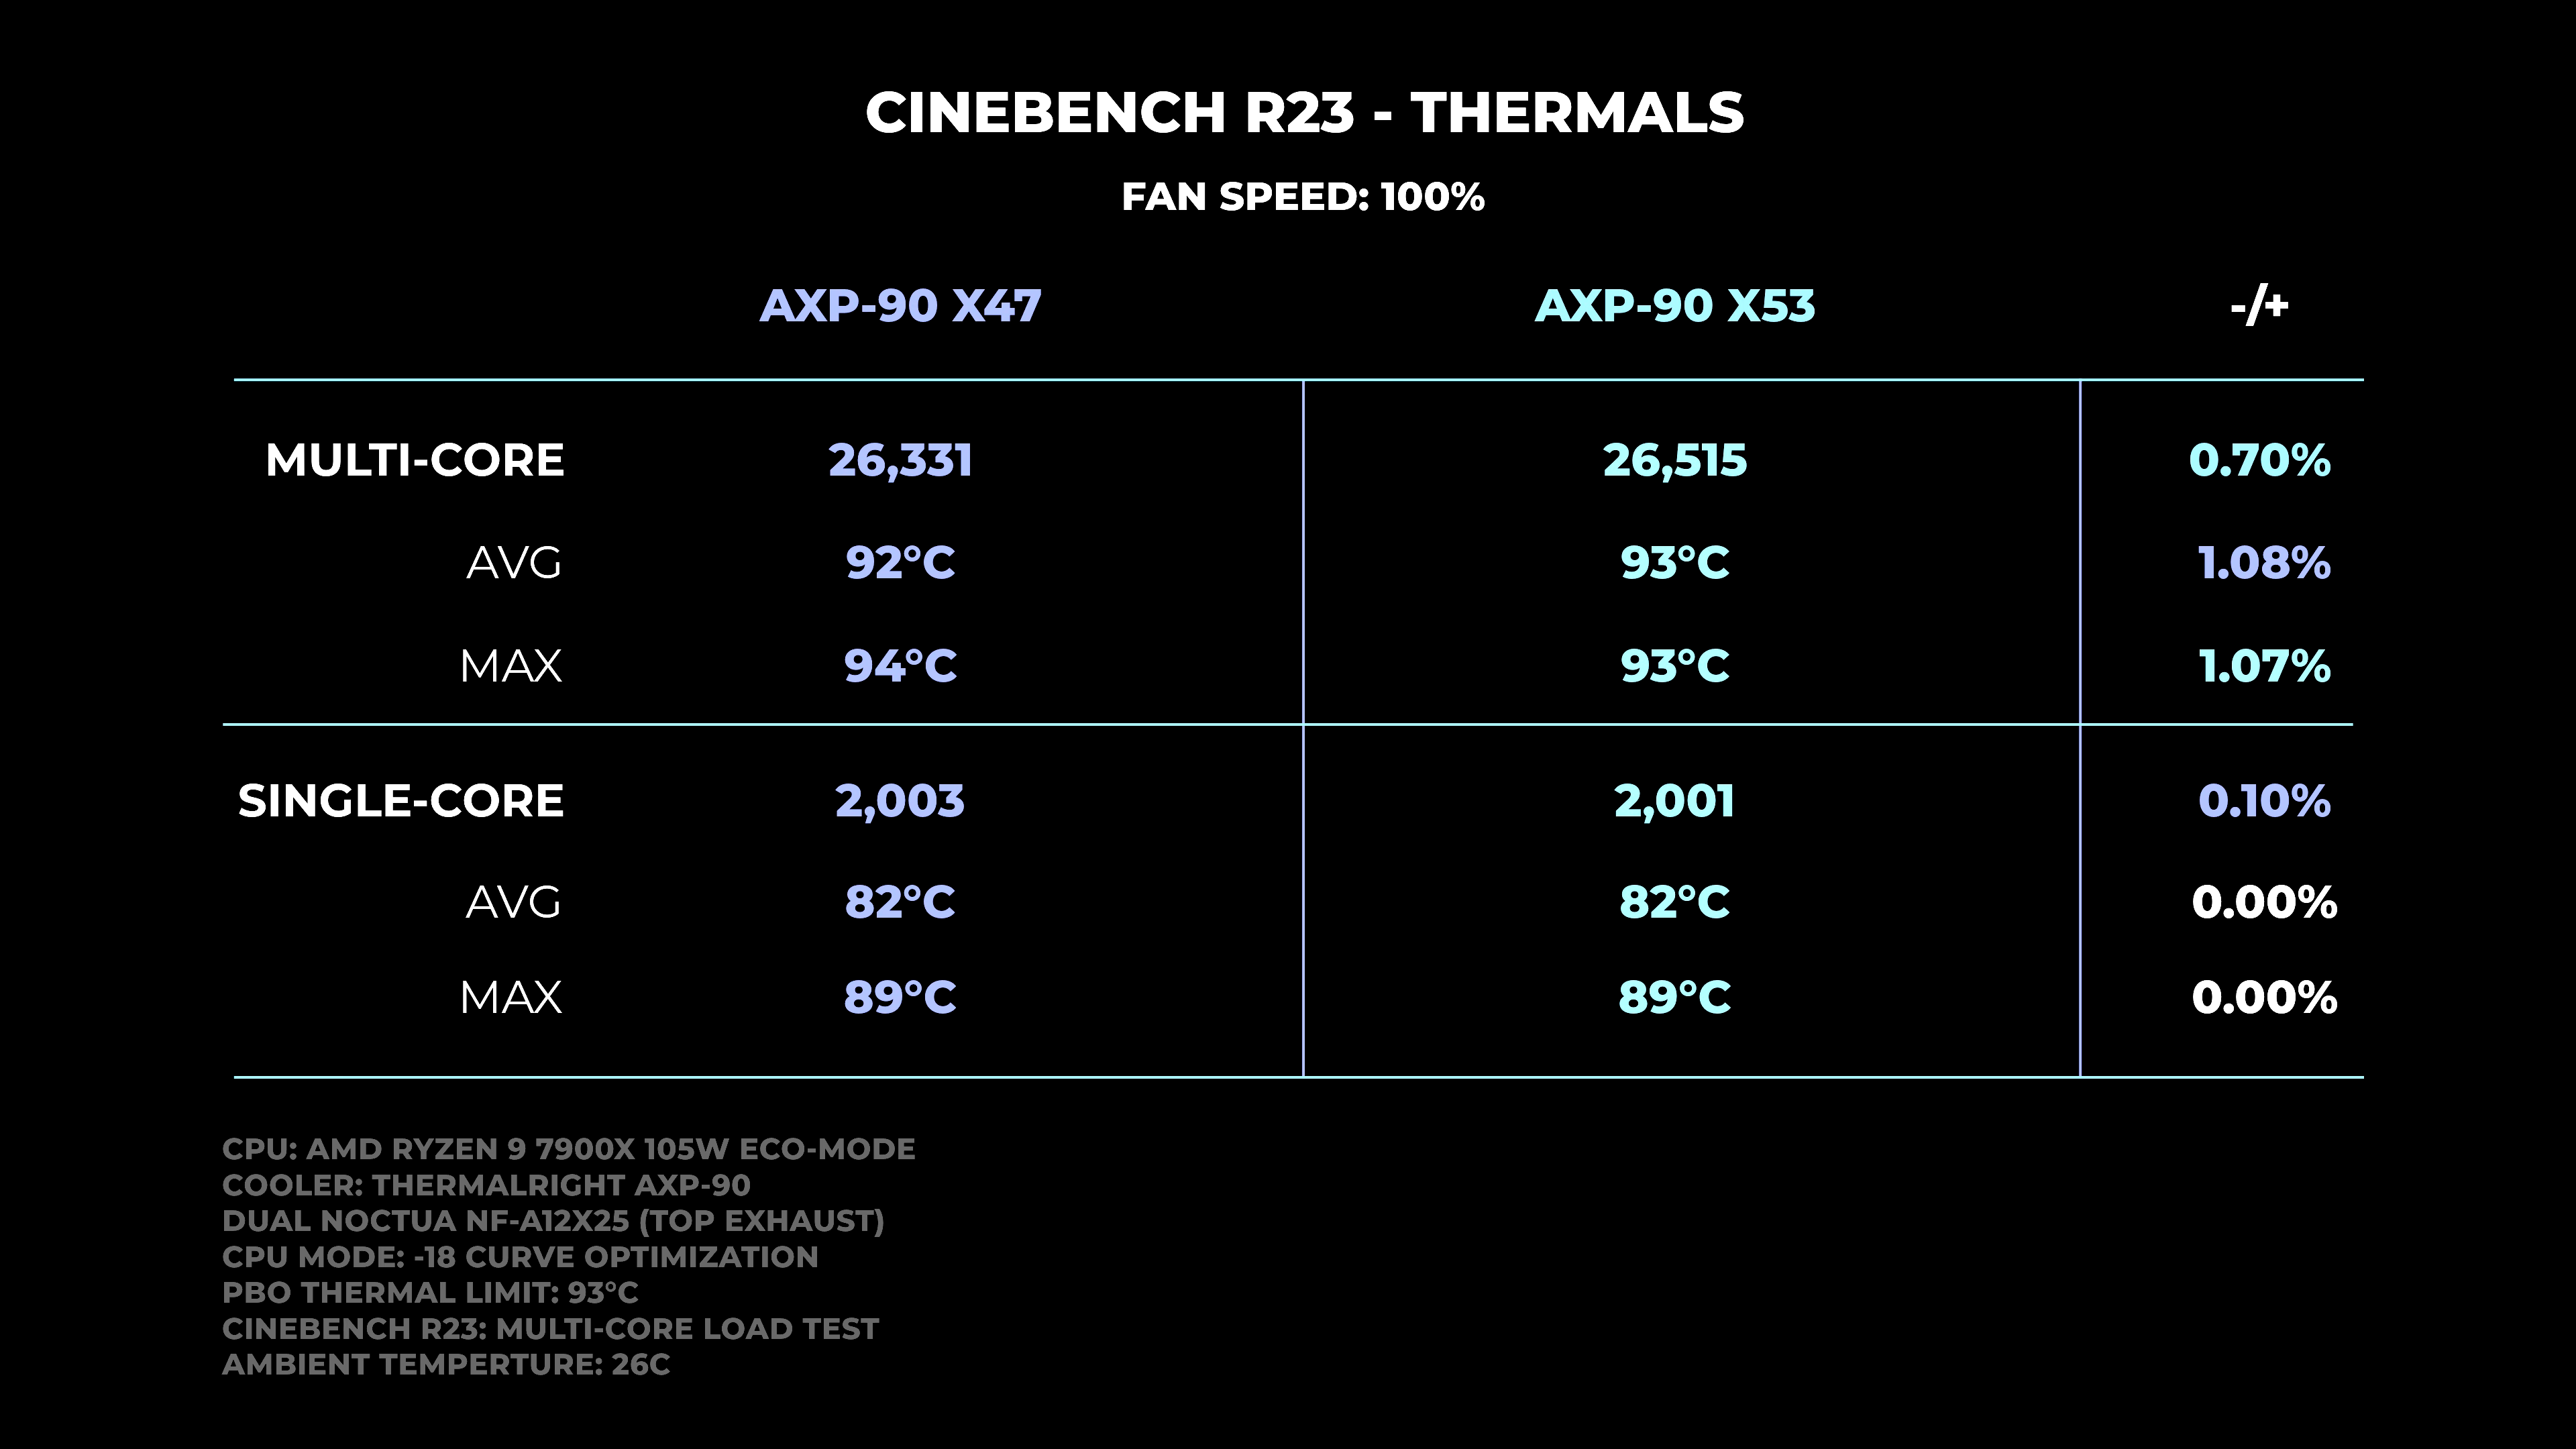 CINEBENCH R23 - THERMALS
FAN SPEED: 100%
AXP-90 X47 AXP-90 X53 -/+
MULTI-CORE 26,331 26,515 0.70%
AVG 92°C 93°C 1.08%
MAX 94°C 93°C 1.07%
SINGLE-CORE 2,003 2,001 0.10%
AVG 82°C 82°C 0.00%
MAX 89°C 89°C 0.00%
CPU: AMD RYZEN 9 7900X 105W ECO-MODE
COOLER: THERMALRIGHT AXP-90
DUAL NOCTUA NF-A12X25 (TOP EXHAUST)
CPU MODE: -18 CURVE OPTIMIZATION
PBO THERMAL LIMIT: 93°C
CINEBENCH R23: MULTI-CORE LOAD TEST
AMBIENT TEMPERTURE: 26C